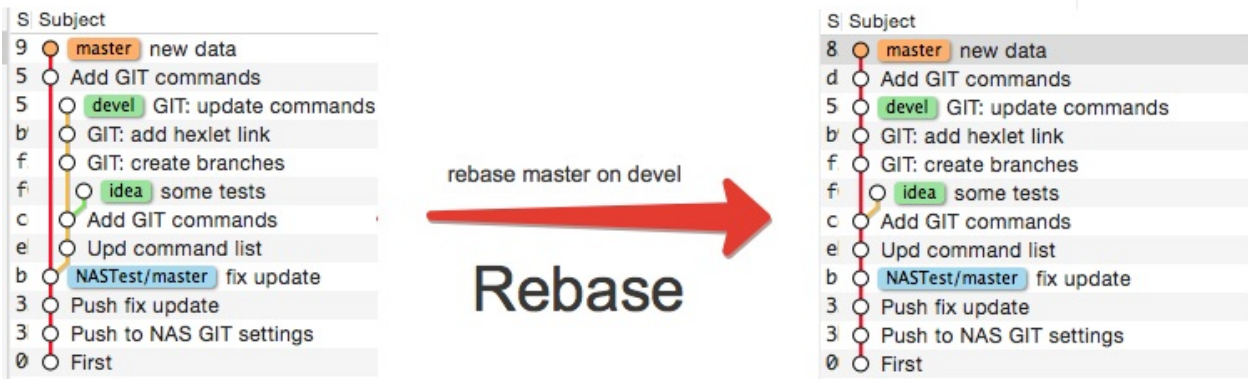 S Subject
9 master new data
5 Add GIT commands
5 devel GIT: update commands
b GIT: add hexlet link
f GIT: create branches
f idea some tests
c Add GIT commands
e Upd command list
b NASTest/master fix update
3 Push fix update
3 Push to NAS GIT settings
0 First
rebase master on devel
Rebase
S Subject
8 master new data
d Add GIT commands
5 devel GIT: update commands
b GIT: add hexlet link
f GIT: create branches
f idea some tests
c Add GIT commands
e Upd command list
b NASTest/master fix update
3 Push fix update
3 Push to NAS GIT settings
0 First